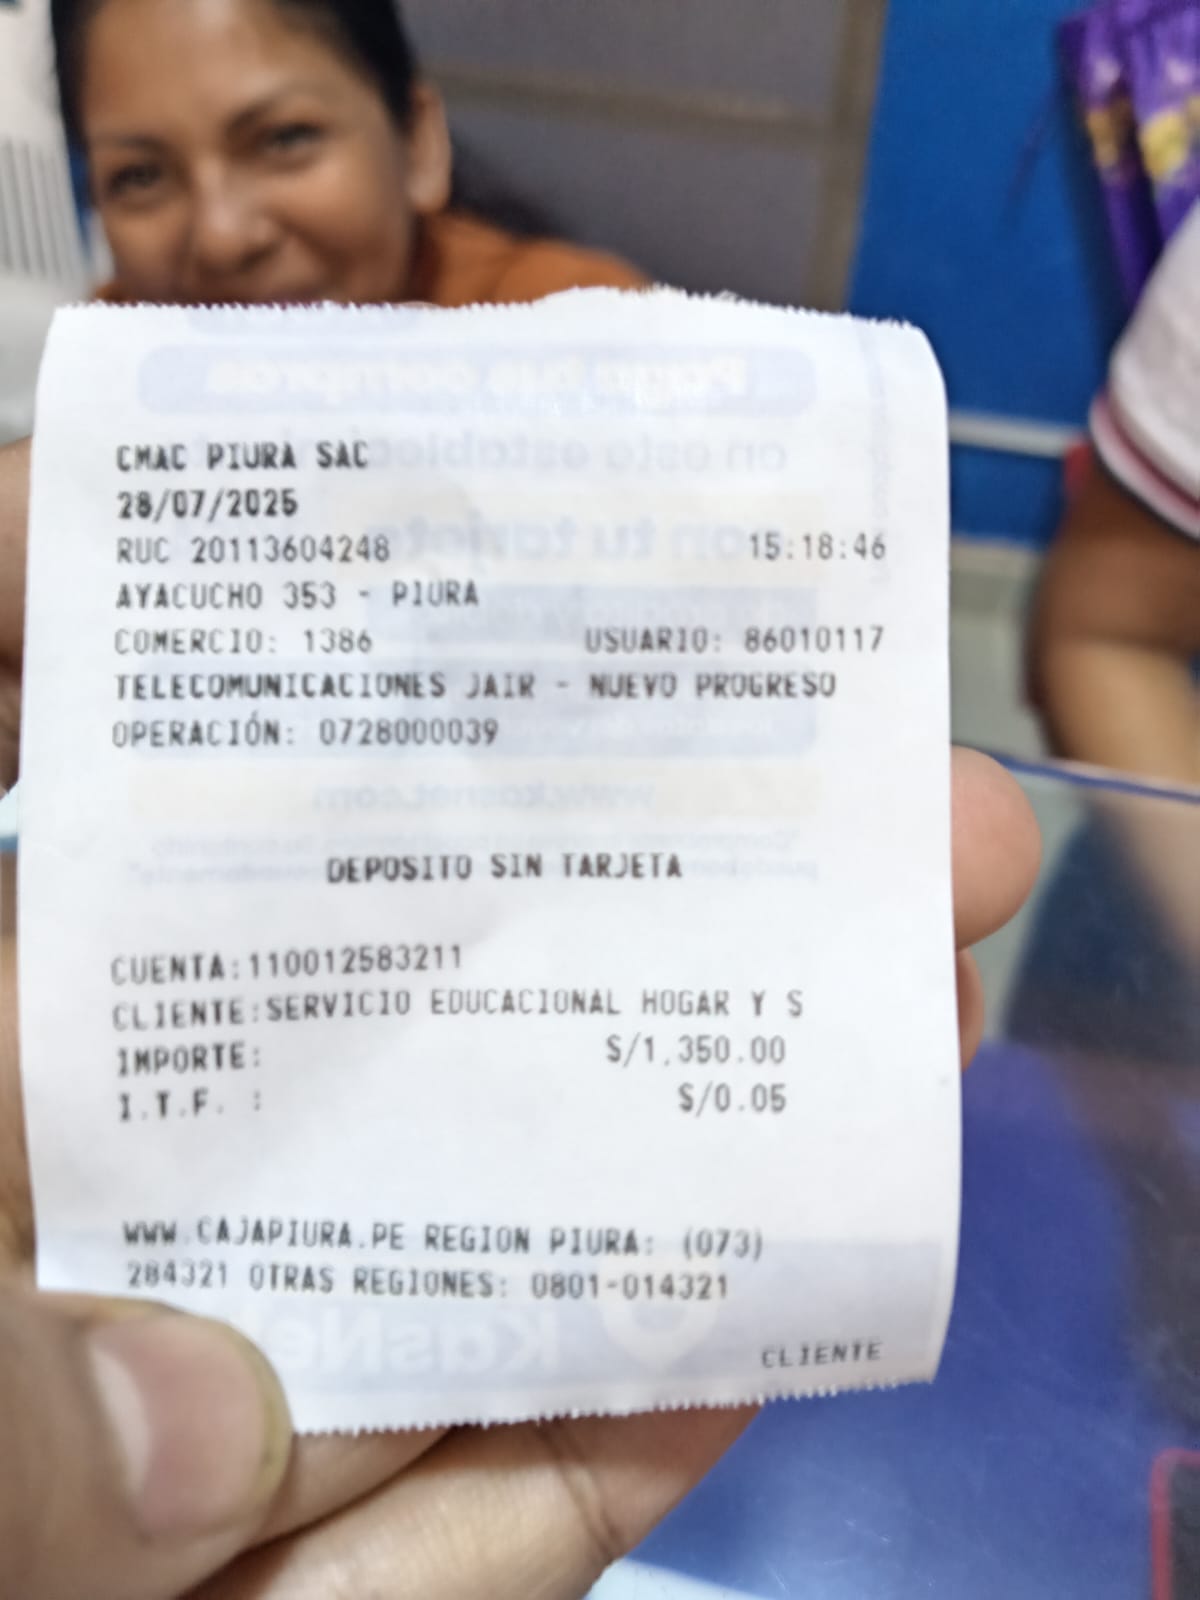 CMAC PIURA SAC
28/07/2025
RUC 20113604248 15:18:46
AYACUCHO 353 - PIURA
COMERCIO: 1386 USUARIO: 86010117
TELECOMUNICACIONES JAIR - NUEVO PROGRESO
OPERACIÓN: 0728000039
DEPOSITO SIN TARJETA
CUENTA:110012583211
CLIENTE:SERVICIO EDUCACIONAL HOGAR Y S
IMPORTE: S/1,350.00
I.T.F. : S/0.05
WWW.CAJAPIURA.PE REGION PIURA: (073)
284321 OTRAS REGIONES: 0801-014321
CLIENTE